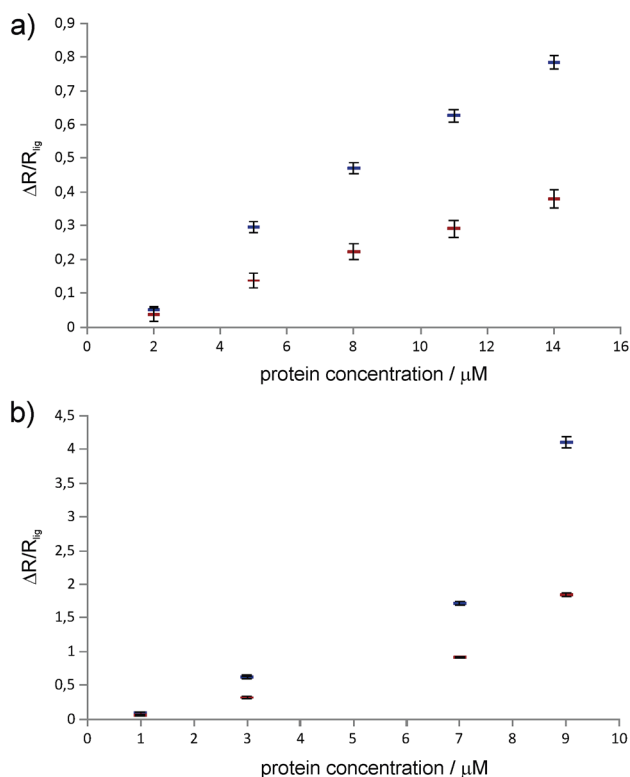 a)
0,9
0,8
0,7
0,6
0,5
0,4
0,3
0,2
0,1
0
ΔR/Rlig
0 2 4 6 8 10 12 14 16
protein concentration / μM
b)
4,5
4
3,5
3
2,5
2
1,5
1
0,5
0
ΔR/Rlig
0 1 2 3 4 5 6 7 8 9 10
protein concentration / μM